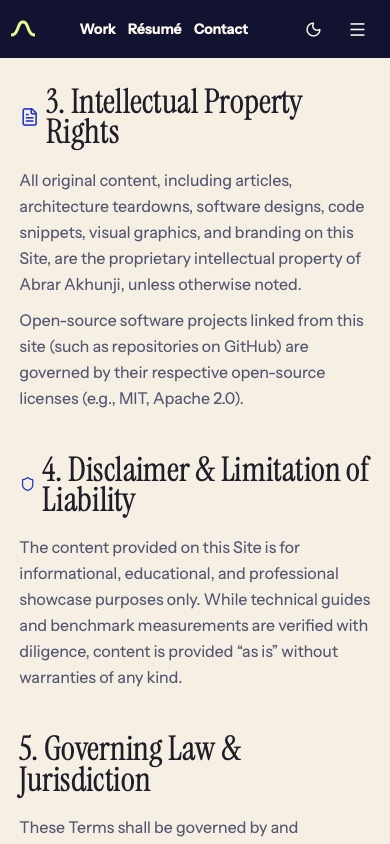 Work Résumé Contact
3. Intellectual Property
Rights
All original content, including articles,
architecture teardowns, software designs, code
snippets, visual graphics, and branding on this
Site, are the proprietary intellectual property of
Abrar Akhunji, unless otherwise noted.
Open-source software projects linked from this
site (such as repositories on GitHub) are
governed by their respective open-source
licenses (e.g., MIT, Apache 2.0).
4. Disclaimer & Limitation of
Liability
The content provided on this Site is for
informational, educational, and professional
showcase purposes only. While technical guides
and benchmark measurements are verified with
diligence, content is provided “as is” without
warranties of any kind.
5. Governing Law &
Jurisdiction
These Terms shall be governed by and